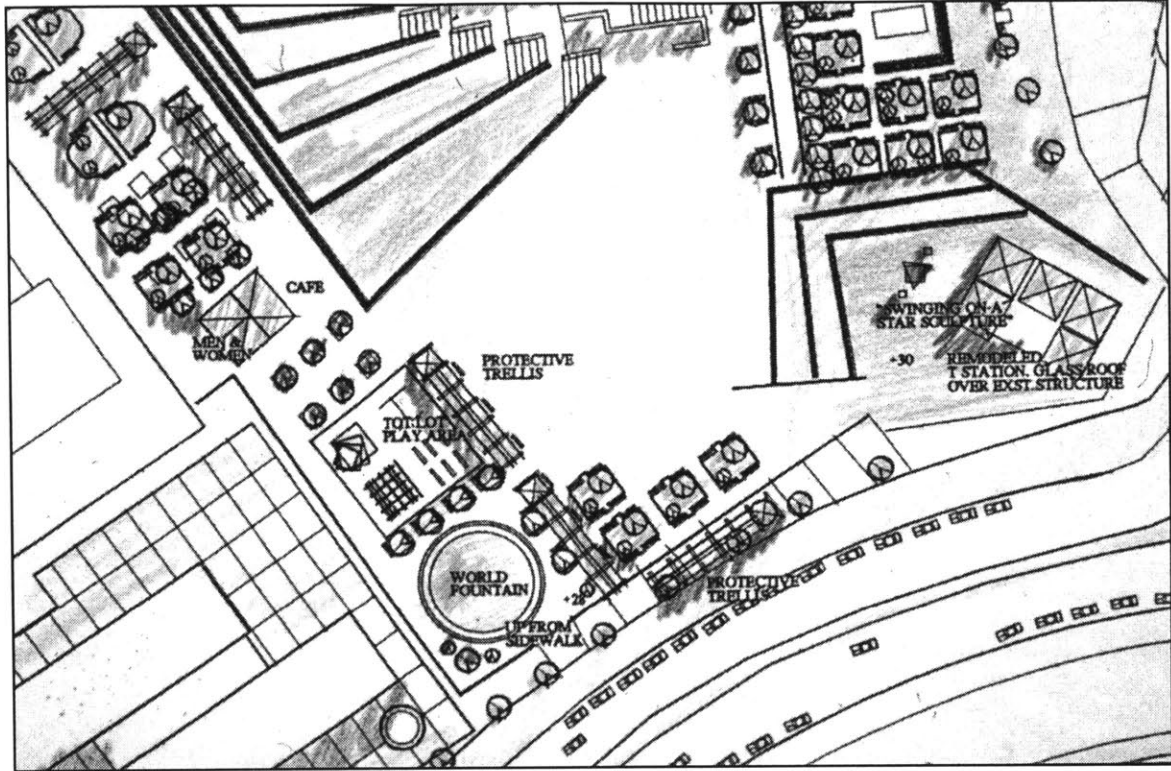 CAFE
MEN &
WOMEN
PROTECTIVE
TRELLIS
TOT-LOT
PLAY AREA
"SWINGING ON A
STAR SCULPTURE"
+30
REMODELED
T STATION. GLASS ROOF
OVER EXST. STRUCTURE
WORLD
FOUNTAIN
+28
UP FROM
SIDEWALK
PROTECTIVE
TRELLIS